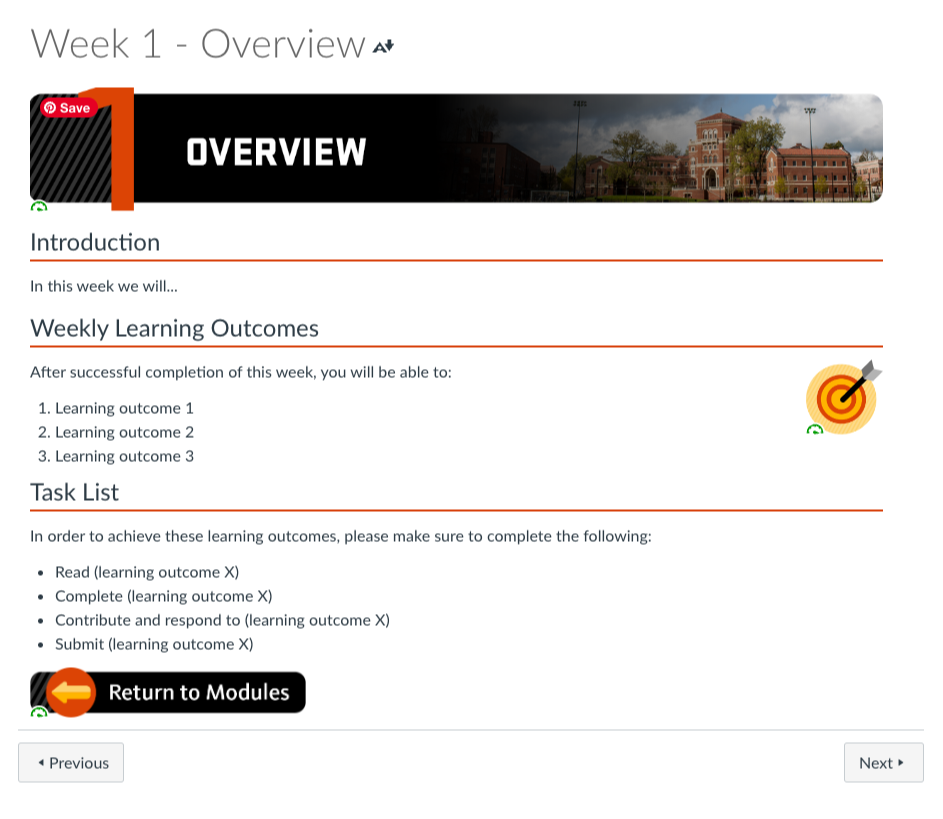 Week 1 - Overview
Save
1
OVERVIEW
Introduction
In this week we will...
Weekly Learning Outcomes
After successful completion of this week, you will be able to:
1. Learning outcome 1
2. Learning outcome 2
3. Learning outcome 3
Task List
In order to achieve these learning outcomes, please make sure to complete the following:
• Read (learning outcome X)
• Complete (learning outcome X)
• Contribute and respond to (learning outcome X)
• Submit (learning outcome X)
Return to Modules
Previous
Next